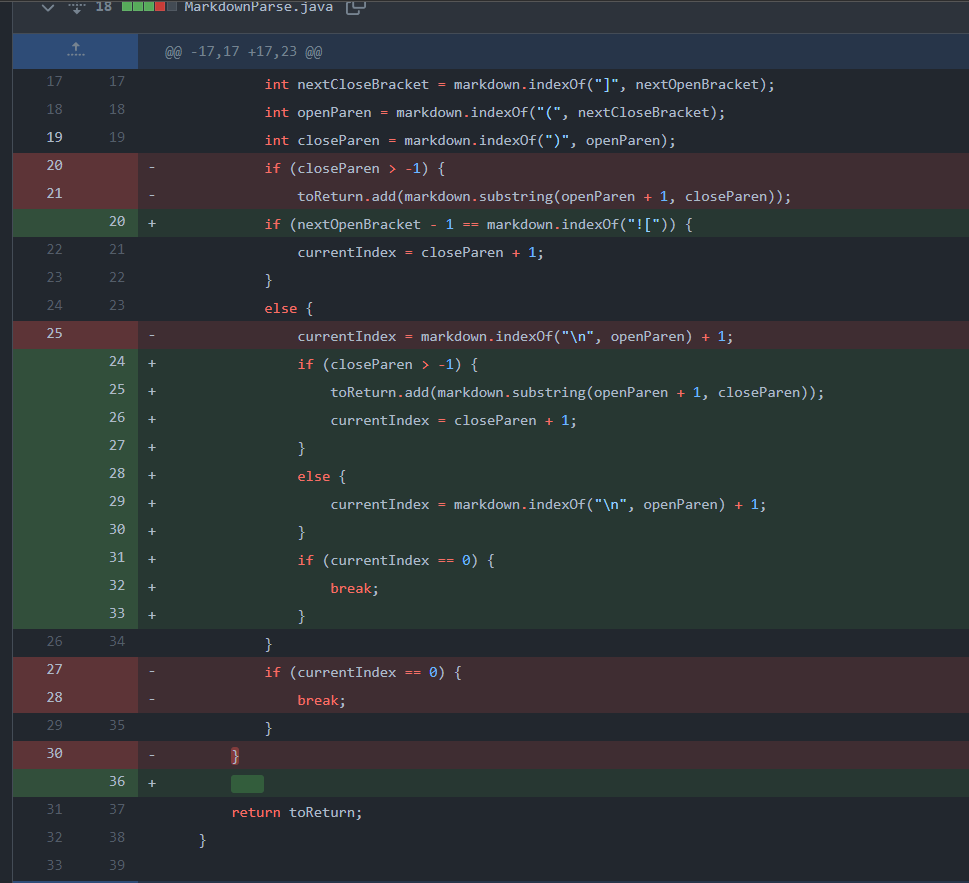 18 MarkdownParse.java
@@ -17,17 +17,23 @@
17 17 int nextCloseBracket = markdown.indexOf("]", nextOpenBracket);
18 18 int openParen = markdown.indexOf("(", nextCloseBracket);
19 19 int closeParen = markdown.indexOf(")", openParen);
20 - if (closeParen > -1) {
21 - toReturn.add(markdown.substring(openParen + 1, closeParen));
20 + if (nextOpenBracket - 1 == markdown.indexOf("![")) {
22 21 currentIndex = closeParen + 1;
23 22 }
24 23 else {
25 - currentIndex = markdown.indexOf("\n", openParen) + 1;
24 + if (closeParen > -1) {
25 + toReturn.add(markdown.substring(openParen + 1, closeParen));
26 + currentIndex = closeParen + 1;
27 + }
28 + else {
29 + currentIndex = markdown.indexOf("\n", openParen) + 1;
30 + }
31 + if (currentIndex == 0) {
32 + break;
33 + }
26 34 }
27 - if (currentIndex == 0) {
28 - break;
29 35 }
30 - }
36 +
31 37 return toReturn;
32 38 }
33 39